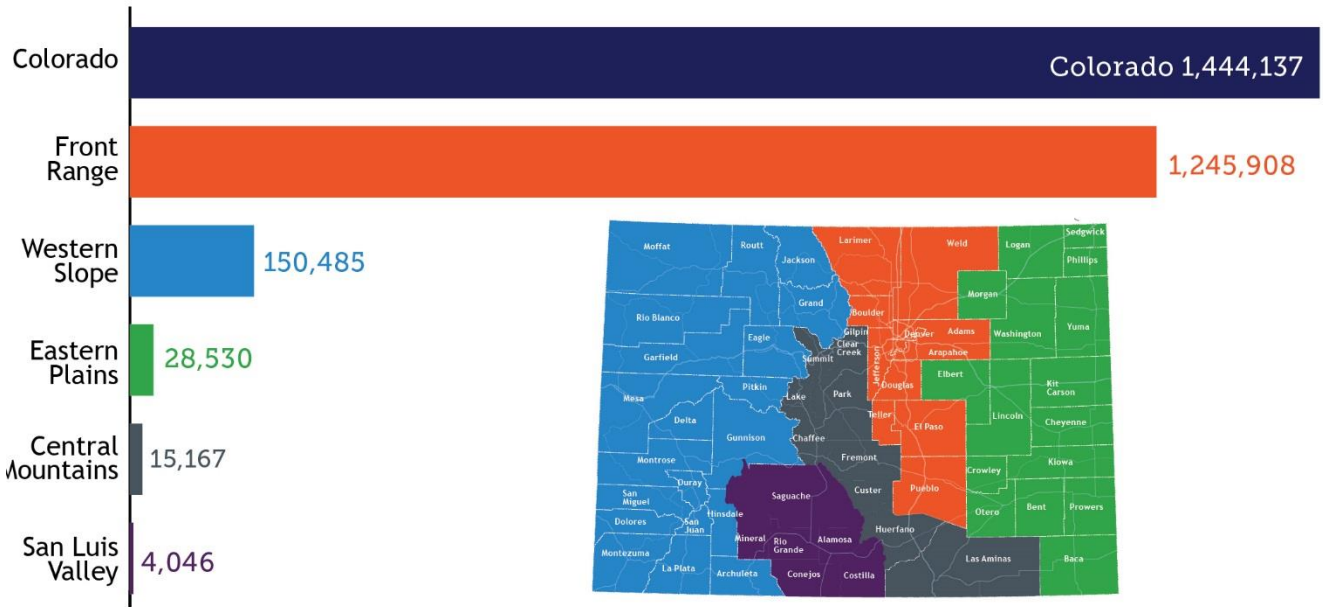 Colorado
Colorado 1,444,137
Front
Range
1,245,908
Western
Slope
150,485
Eastern
Plains
28,530
Central
Mountains
15,167
San Luis
Valley
4,046
Moffat
Routt
Jackson
Larimer
Weld
Logan
Sedgwick
Phillips
Morgan
Grand
Boulder
Rio Blanco
Eagle
Gilpin
Clear
Creek
Denver
Adams
Washington
Yuma
Garfield
Summit
Jefferson
Arapahoe
Douglas
Elbert
Kit
Carson
Mesa
Pitkin
Lake
Park
Teller
El Paso
Lincoln
Cheyenne
Delta
Gunnison
Chaffee
Fremont
Crowley
Kiowa
Montrose
Ouray
San
Miguel
Saguache
Custer
Pueblo
Otero
Bent
Prowers
Dolores
San
Juan
Hinsdale
Huerfano
Montezuma
La Plata
Archuleta
Mineral
Rio
Grande
Alamosa
Conejos
Costilla
Las Aminas
Baca